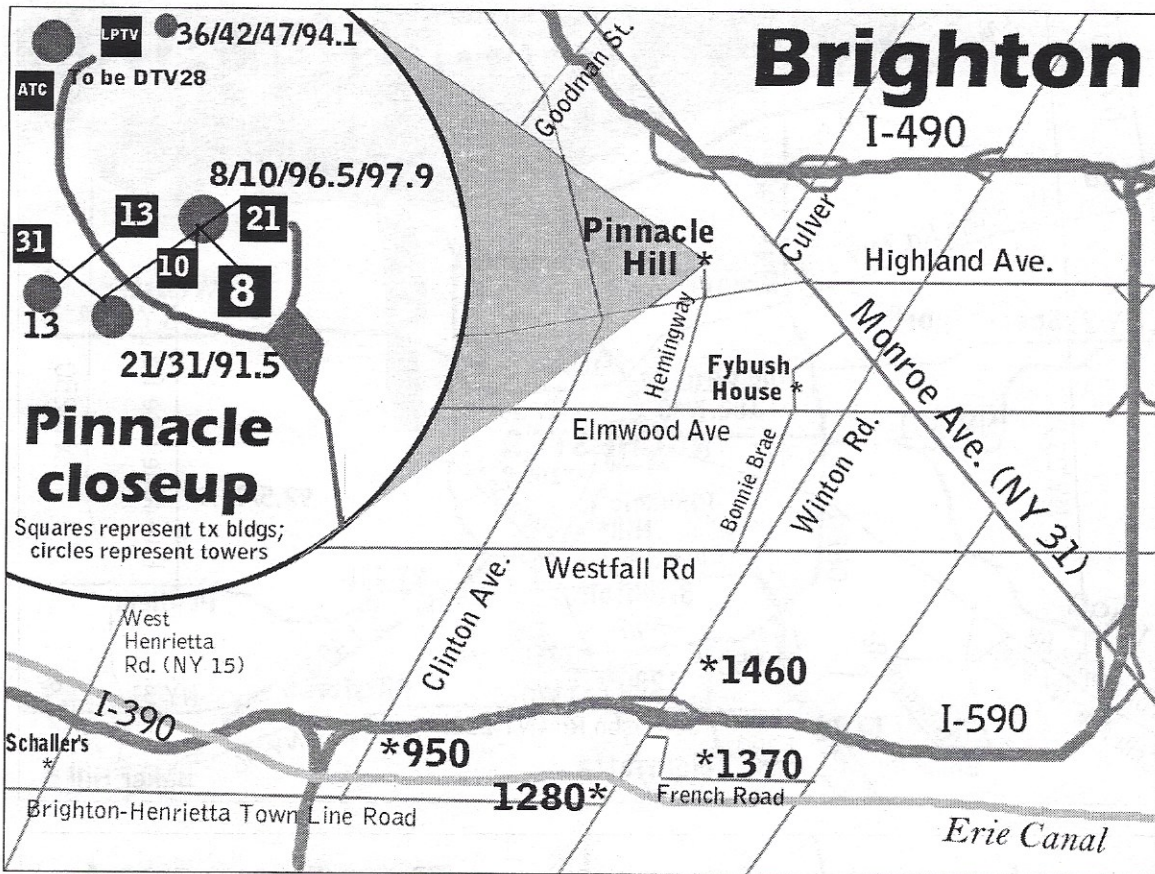 LPTV
36/42/47/94.1
ATC
To be DTV28
8/10/96.5/97.9
13
21
31
10
8
13
21/31/91.5
Pinnacle
closeup
Squares represent tx bldgs;
circles represent towers
Brighton
Goodman St.
I-490
Culver
Pinnacle
Hill *
Highland Ave.
Hemingway
Monroe Ave. (NY 31)
Fybush
House *
Elmwood Ave
Bonnie Brae
Winton Rd.
Westfall Rd
Clinton Ave.
West
Henrietta
Rd. (NY 15)
*1460
I-390
I-590
Schaller's
*
*950
*1370
1280*
French Road
Brighton-Henrietta Town Line Road
Erie Canal